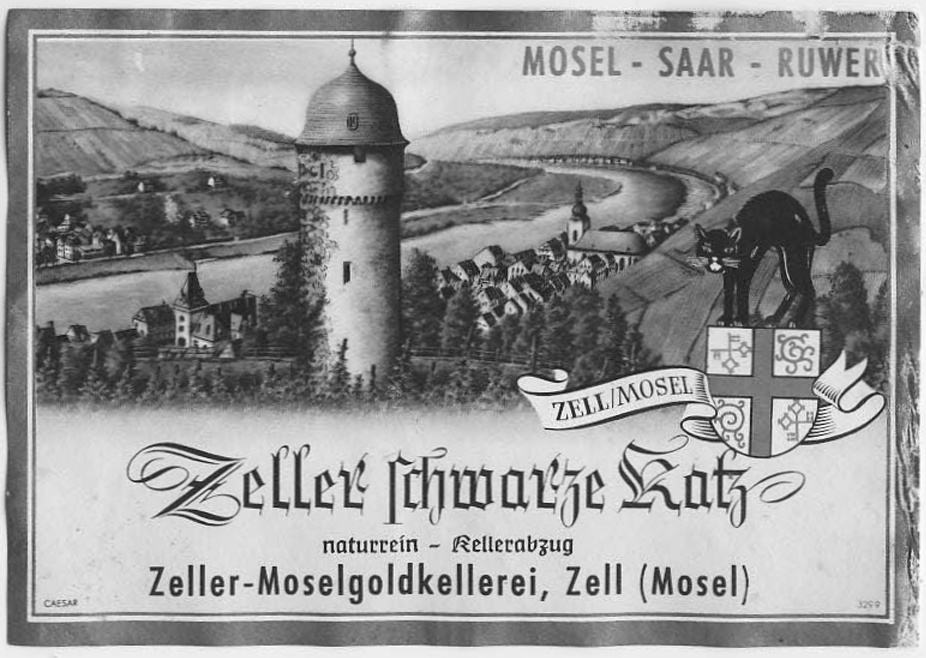 MOSEL - SAAR - RUWER
ZELL/MOSEL
Zeller schwarze Katz
naturrein - Kellerabzug
Zeller-Moselgoldkellerei, Zell (Mosel)
CAESAR
3299